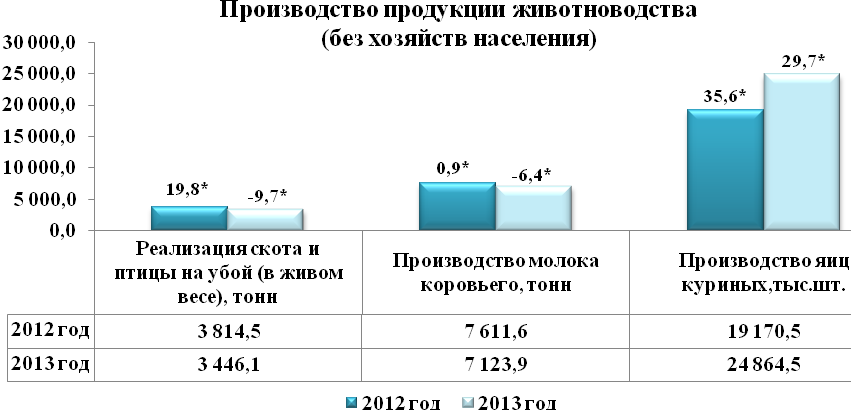 Производство продукции животноводства
(без хозяйств населения)
30 000,0
25 000,0
20 000,0
15 000,0
10 000,0
5 000,0
0,0
19,8*
-9,7*
0,9*
-6,4*
35,6*
29,7*
Реализация скота и
птицы на убой (в живом
весе), тонн
Производство молока
коровьего, тонн
Производство яиц
куриных,тыс.шт.
2012 год 3 814,5 7 611,6 19 170,5
2013 год 3 446,1 7 123,9 24 864,5
2012 год 2013 год